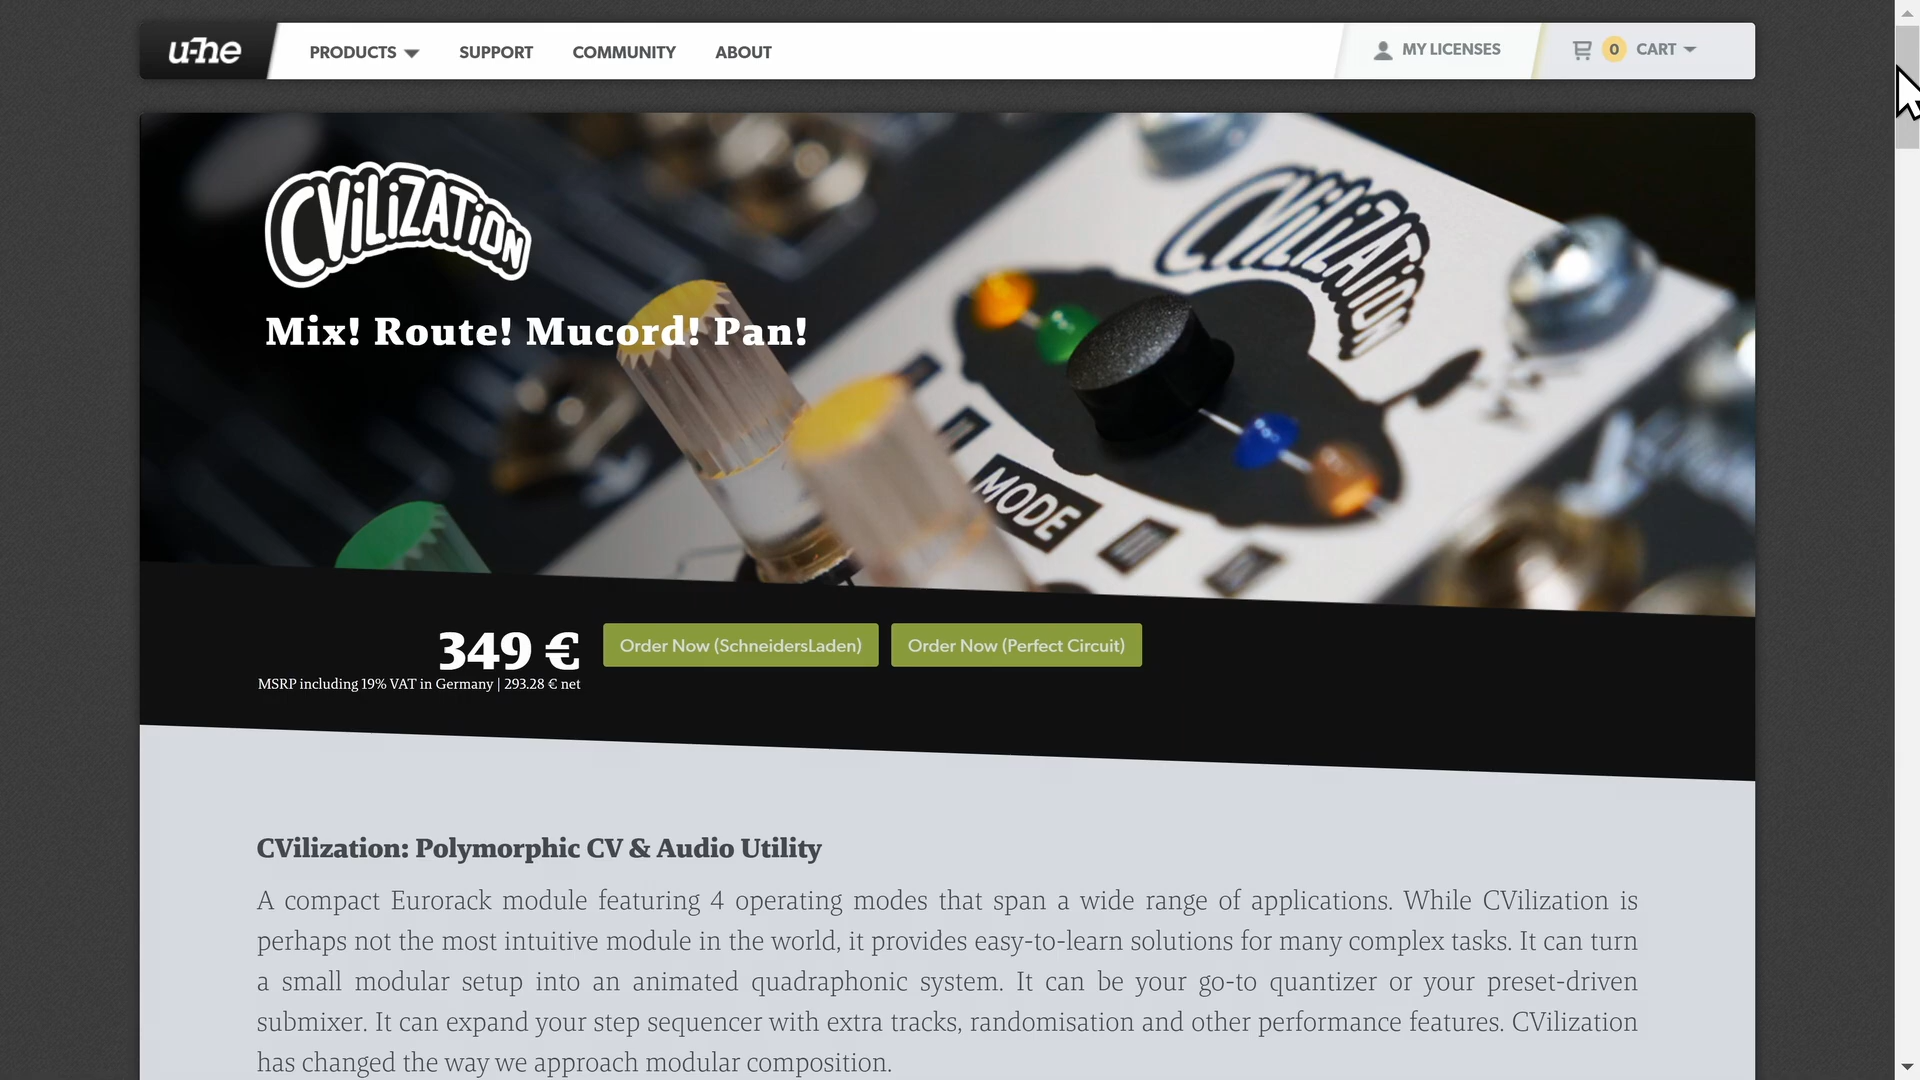 u-he
PRODUCTS
SUPPORT
COMMUNITY
ABOUT
MY LICENSES
0
CART
CViLiZATiON
CViLiZATiON
Mix! Route! Mucord! Pan!
MODE
349 €
MSRP including 19% VAT in Germany | 293.28 € net
Order Now (SchneidersLaden)
Order Now (Perfect Circuit)
CVilization: Polymorphic CV & Audio Utility
A compact Eurorack module featuring 4 operating modes that span a wide range of applications. While CVilization is
perhaps not the most intuitive module in the world, it provides easy-to-learn solutions for many complex tasks. It can turn
a small modular setup into an animated quadraphonic system. It can be your go-to quantizer or your preset-driven
submixer. It can expand your step sequencer with extra tracks, randomisation and other performance features. CVilization
has changed the way we approach modular composition.